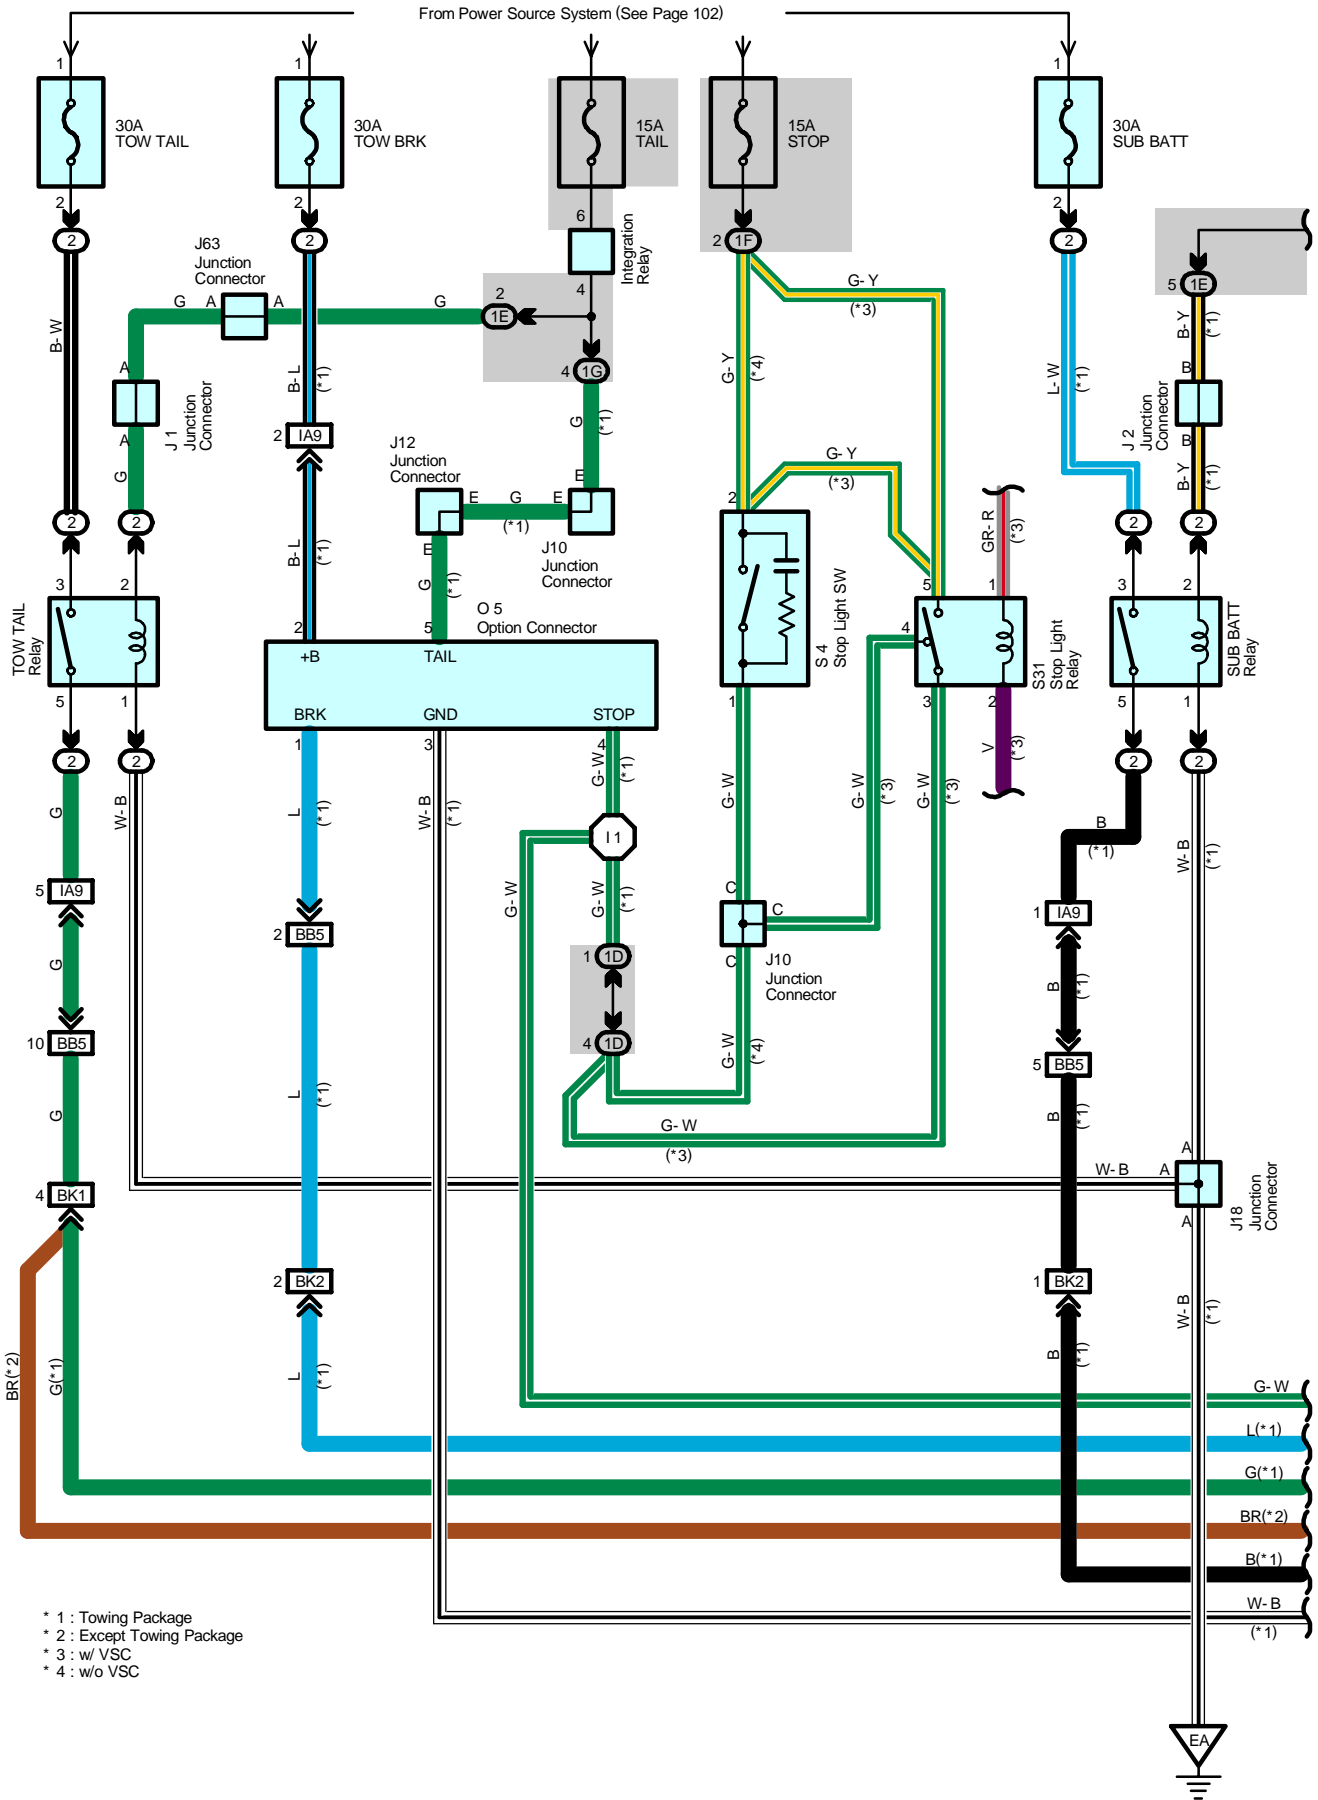 From Power Source System (See Page 102)
1 1 1
30A
TOW TAIL
30A
TOW BRK
15A
TAIL
15A
STOP
30A
SUB BATT
2 2 6 2
2 2 2 1F 2
Integration
Relay
4
J63
Junction
Connector
G A A G
2
1E
5 1E
G- Y
(* 3)
B- W
B- L
(* 1)
G- Y
(* 4)
L- W
(* 1)
B- Y
(* 1)
4 1G
A
J 1
Junction
Connector
A
G
G
(* 1)
B
J 2
Junction
Connector
B
B- Y
(* 1)
2 IA9
J12
Junction
Connector
E G E
(* 1)
E
J10
Junction
Connector
E
G- Y
(* 3)
2
2 2 2 2
B- L
(* 1)
G
(* 1)
GR- R
(* 3)
3 2
TOW TAIL
Relay
5 1
O 5
Option Connector
2 5
+B TAIL
BRK GND STOP
1 3 4
S 4
Stop Light SW
1
5 1
4
S31
Stop Light
Relay
3 2
3 2
SUB BATT
Relay
5 1
2 2 2 2
G- W
(* 1)
V
(* 3)
G
W- B
L
(* 1)
W- B
(* 1)
G- W
G- W
(* 3)
G- W
(* 3)
B
(* 1)
W- B
(* 1)
I 1
5 IA9
G- W
G- W
(* 1)
C
C
C
J10
Junction
Connector
1 IA9
2 BB5
1 1D
G
B
(* 1)
10 BB5
4 1D
G- W
(* 4)
5 BB5
G
L
(* 1)
G- W
(* 3)
B
(* 1)
4 BK1
W- B A
A
A
J18
Junction
Connector
2 BK2
1 BK2
BR(* 2)
G(* 1)
L
(* 1)
B
(* 1)
W- B
(* 1)
G- W
L(* 1)
G(* 1)
BR(* 2)
B(* 1)
W- B
(* 1)
* 1 : Towing Package
* 2 : Except Towing Package
* 3 : w/ VSC
* 4 : w/o VSC
EA